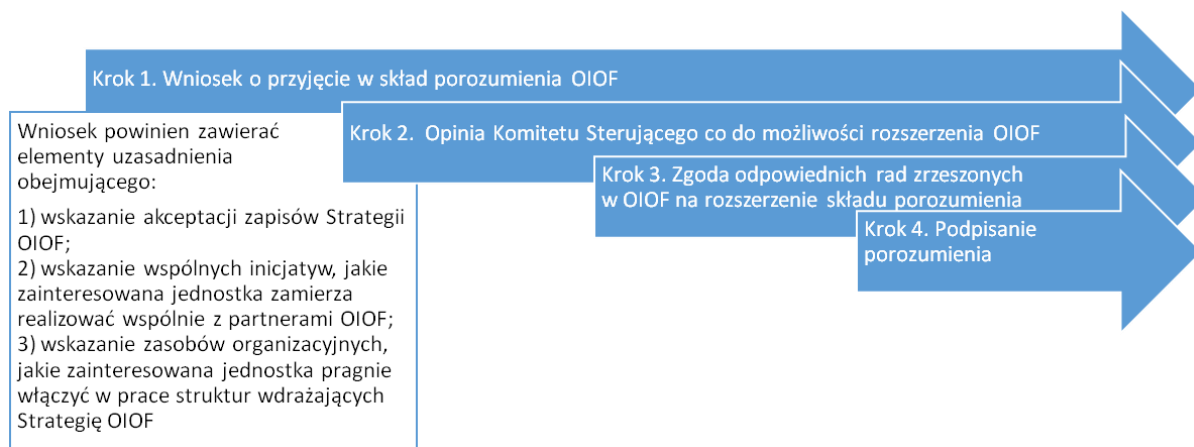 Krok 1. Wniosek o przyjęcie w skład porozumienia OIOF
Wniosek powinien zawierać
elementy uzasadnienia
obejmującego:
1) wskazanie akceptacji zapisów Strategii
OIOF;
2) wskazanie wspólnych inicjatyw, jakie
zainteresowana jednostka zamierza
realizować wspólnie z partnerami OIOF;
3) wskazanie zasobów organizacyjnych,
jakie zainteresowana jednostka pragnie
włączyć w prace struktur wdrażających
Strategię OIOF
Krok 2. Opinia Komitetu Sterującego co do możliwości rozszerzenia OIOF
Krok 3. Zgoda odpowiednich rad zrzeszonych
w OIOF na rozszerzenie składu porozumienia
Krok 4. Podpisanie
porozumienia